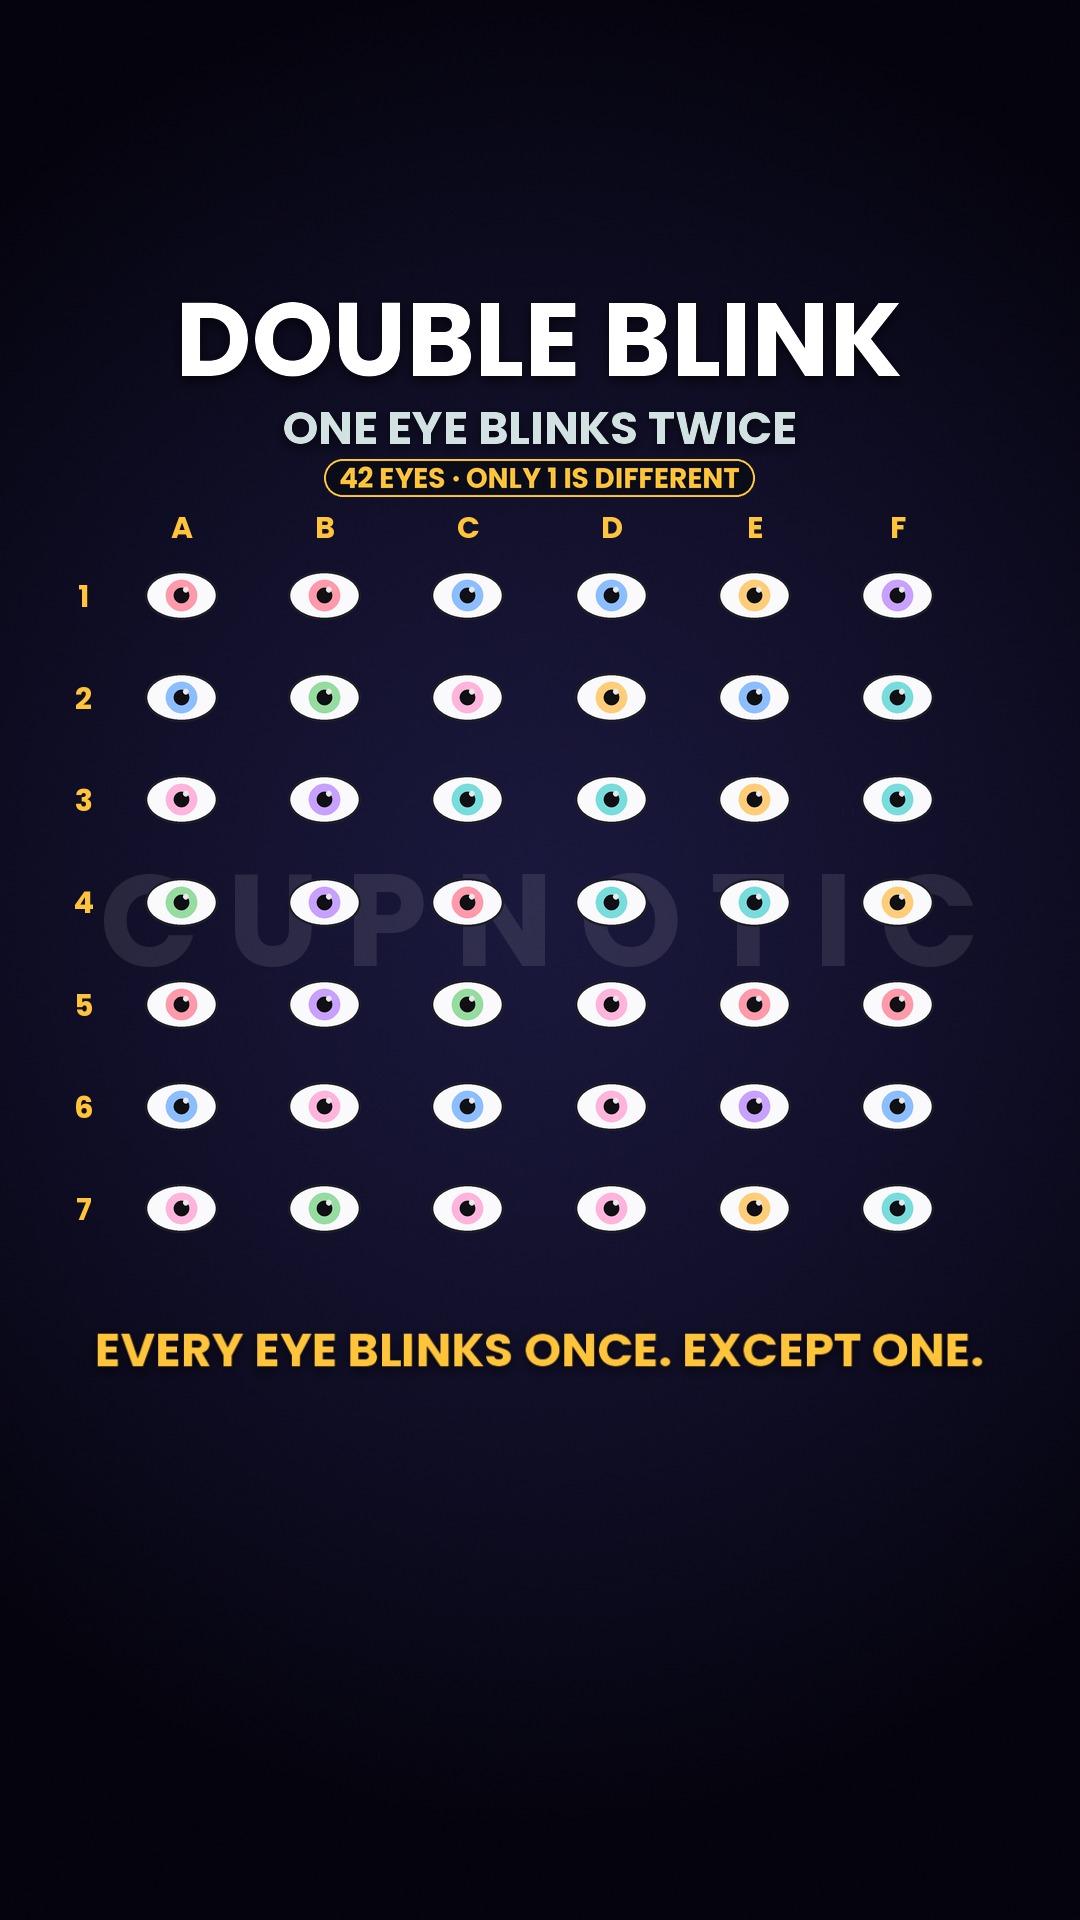 DOUBLE BLINK
ONE EYE BLINKS TWICE
42 EYES · ONLY 1 IS DIFFERENT
A B C D E F
1
2
3
4
CUPNOTIC
5
6
7
EVERY EYE BLINKS ONCE. EXCEPT ONE.